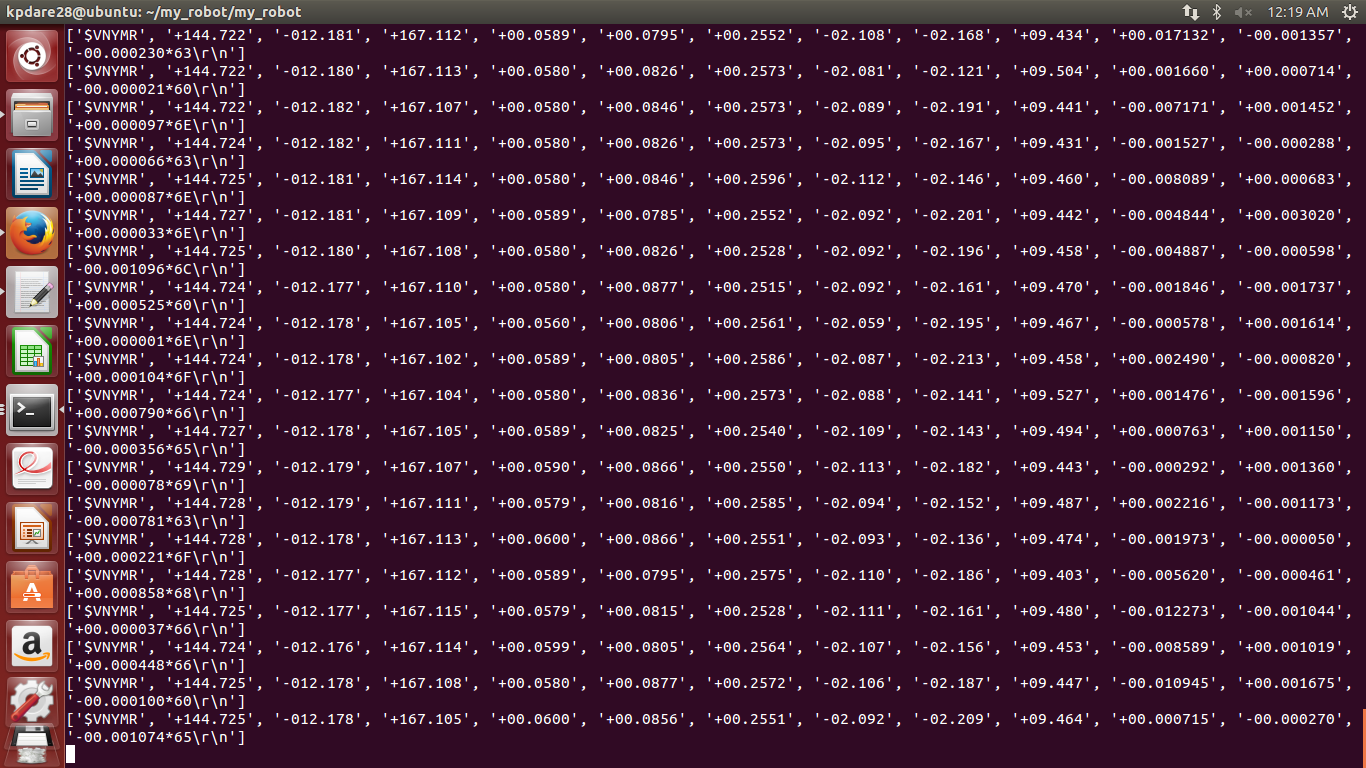 kpdare28@ubuntu: ~/my_robot/my_robot
12:19 AM
['$VNYMR', '+144.722', '-012.181', '+167.112', '+00.0589', '+00.0795', '+00.2552', '-02.108', '-02.168', '+09.434', '+00.017132', '-00.001357',
'-00.000230*63\r\n']
['$VNYMR', '+144.722', '-012.180', '+167.113', '+00.0580', '+00.0826', '+00.2573', '-02.081', '-02.121', '+09.504', '+00.001660', '+00.000714',
'-00.000021*60\r\n']
['$VNYMR', '+144.722', '-012.182', '+167.107', '+00.0580', '+00.0846', '+00.2573', '-02.089', '-02.191', '+09.441', '-00.007171', '+00.001452',
'+00.000097*6E\r\n']
['$VNYMR', '+144.724', '-012.182', '+167.111', '+00.0580', '+00.0826', '+00.2573', '-02.095', '-02.167', '+09.431', '-00.001527', '-00.000288',
'+00.000066*63\r\n']
['$VNYMR', '+144.725', '-012.181', '+167.114', '+00.0580', '+00.0846', '+00.2596', '-02.112', '-02.146', '+09.460', '-00.008089', '+00.000683',
'+00.000087*6E\r\n']
['$VNYMR', '+144.727', '-012.181', '+167.109', '+00.0589', '+00.0785', '+00.2552', '-02.092', '-02.201', '+09.442', '-00.004844', '+00.003020',
'+00.000033*6E\r\n']
['$VNYMR', '+144.725', '-012.180', '+167.108', '+00.0580', '+00.0826', '+00.2528', '-02.092', '-02.196', '+09.458', '-00.004887', '-00.000598',
'-00.001096*6C\r\n']
['$VNYMR', '+144.724', '-012.177', '+167.110', '+00.0580', '+00.0877', '+00.2515', '-02.092', '-02.161', '+09.470', '-00.001846', '-00.001737',
'+00.000525*60\r\n']
['$VNYMR', '+144.724', '-012.178', '+167.105', '+00.0560', '+00.0806', '+00.2561', '-02.059', '-02.195', '+09.467', '-00.000578', '+00.001614',
'+00.000001*6E\r\n']
['$VNYMR', '+144.724', '-012.178', '+167.102', '+00.0589', '+00.0805', '+00.2586', '-02.087', '-02.213', '+09.458', '+00.002490', '-00.000820',
'+00.000104*6F\r\n']
['$VNYMR', '+144.724', '-012.177', '+167.104', '+00.0580', '+00.0836', '+00.2573', '-02.088', '-02.141', '+09.527', '+00.001476', '-00.001596',
'+00.000790*66\r\n']
['$VNYMR', '+144.727', '-012.178', '+167.105', '+00.0589', '+00.0825', '+00.2540', '-02.109', '-02.143', '+09.494', '+00.000763', '+00.001150',
'-00.000356*65\r\n']
['$VNYMR', '+144.729', '-012.179', '+167.107', '+00.0590', '+00.0866', '+00.2550', '-02.113', '-02.182', '+09.443', '-00.000292', '+00.001360',
'-00.000078*69\r\n']
['$VNYMR', '+144.728', '-012.179', '+167.111', '+00.0579', '+00.0816', '+00.2585', '-02.094', '-02.152', '+09.487', '+00.002216', '-00.001173',
'-00.000781*63\r\n']
['$VNYMR', '+144.728', '-012.178', '+167.113', '+00.0600', '+00.0866', '+00.2551', '-02.093', '-02.136', '+09.474', '-00.001973', '-00.000050',
'+00.000221*6F\r\n']
['$VNYMR', '+144.728', '-012.177', '+167.112', '+00.0589', '+00.0795', '+00.2575', '-02.110', '-02.186', '+09.403', '-00.005620', '-00.000461',
'+00.000858*68\r\n']
['$VNYMR', '+144.725', '-012.177', '+167.115', '+00.0579', '+00.0815', '+00.2528', '-02.111', '-02.161', '+09.480', '-00.012273', '-00.001044',
'+00.000037*66\r\n']
['$VNYMR', '+144.724', '-012.176', '+167.114', '+00.0599', '+00.0805', '+00.2564', '-02.107', '-02.156', '+09.453', '-00.008589', '+00.001019',
'+00.000448*66\r\n']
['$VNYMR', '+144.725', '-012.178', '+167.108', '+00.0580', '+00.0877', '+00.2572', '-02.106', '-02.187', '+09.447', '-00.010945', '+00.001675',
'-00.000100*60\r\n']
['$VNYMR', '+144.725', '-012.178', '+167.105', '+00.0600', '+00.0856', '+00.2551', '-02.092', '-02.209', '+09.464', '+00.000715', '-00.000270',
'-00.001074*65\r\n']